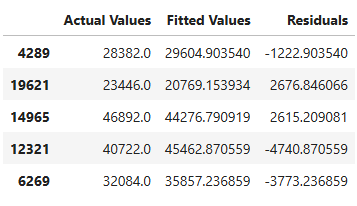 Actual Values Fitted Values Residuals
4289 28382.0 29604.903540 -1222.903540
19621 23446.0 20769.153934 2676.846066
14965 46892.0 44276.790919 2615.209081
12321 40722.0 45462.870559 -4740.870559
6269 32084.0 35857.236859 -3773.236859